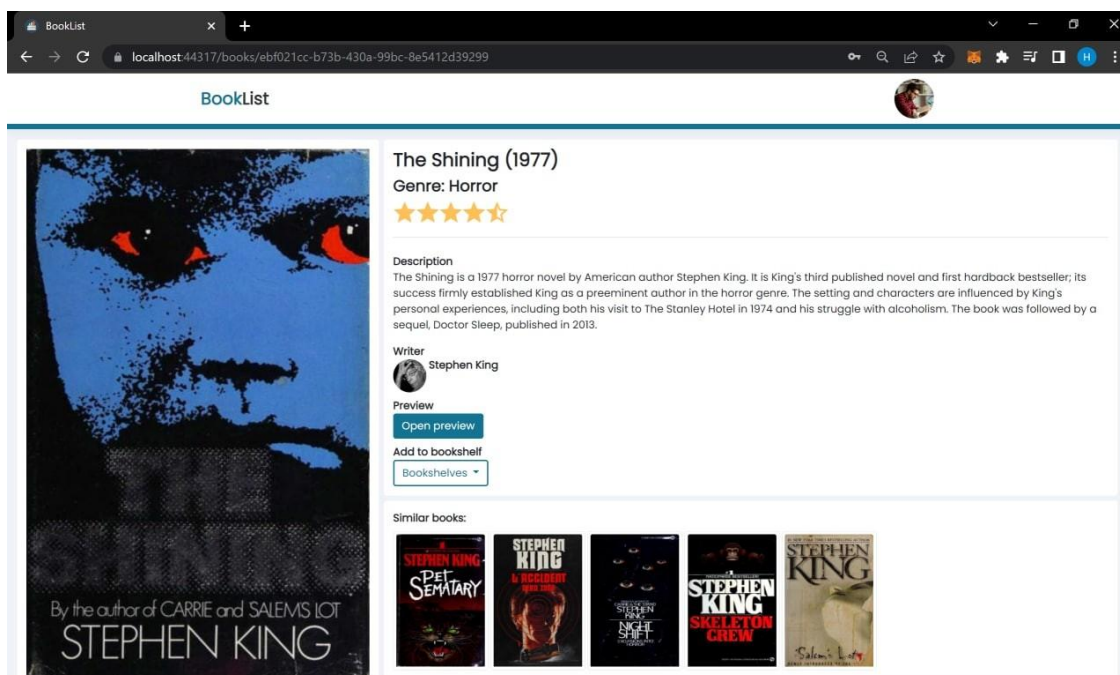 BookList
localhost:44317/books/ebf021cc-b73b-430a-99bc-8e5412d39299
H
BookList
THE
SHINING
By the author of CARRIE and SALEM'S LOT
STEPHEN KING
The Shining (1977)
Genre: Horror
Description
The Shining is a 1977 horror novel by American author Stephen King. It is King's third published novel and first hardback bestseller; its
success firmly established King as a preeminent author in the horror genre. The setting and characters are influenced by King's
personal experiences, including both his visit to The Stanley Hotel in 1974 and his struggle with alcoholism. The book was followed by a
sequel, Doctor Sleep, published in 2013.
Writer
Stephen King
Preview
Open preview
Add to bookshelf
Bookshelves
Similar books:
STEPHEN KING
PET
SEMATARY
STEPHEN
KING
L'ACCIDENT
STEPHEN
KING
NIGHT
SHIFT
STEPHEN
KING
SKELETON
CREW
STEPHEN
KING
'Salem's Lot